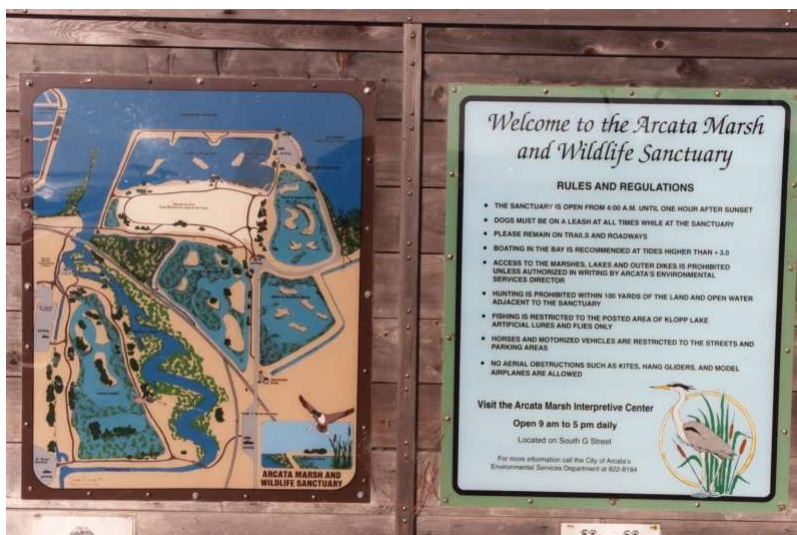 ARCATA MARSH AND
WILDLIFE SANCTUARY
Welcome to the Arcata Marsh
and Wildlife Sanctuary
RULES AND REGULATIONS
• THE SANCTUARY IS OPEN FROM 4:00 A.M. UNTIL ONE HOUR AFTER SUNSET
• DOGS MUST BE ON A LEASH AT ALL TIMES WHILE AT THE SANCTUARY
• PLEASE REMAIN ON TRAILS AND ROADWAYS
• BOATING IN THE BAY IS RECOMMENDED AT TIDES HIGHER THAN + 3.0
• ACCESS TO THE MARSHES, LAKES AND OUTER DIKES IS PROHIBITED
UNLESS AUTHORIZED IN WRITING BY ARCATA'S ENVIRONMENTAL
SERVICES DIRECTOR
• HUNTING IS PROHIBITED WITHIN 100 YARDS OF THE LAND AND OPEN WATER
ADJACENT TO THE SANCTUARY
• FISHING IS RESTRICTED TO THE POSTED AREA OF KLOPP LAKE
ARTIFICIAL LURES AND FLIES ONLY
• HORSES AND MOTORIZED VEHICLES ARE RESTRICTED TO THE STREETS AND
PARKING AREAS
• NO AERIAL OBSTRUCTIONS SUCH AS KITES, HANG GLIDERS, AND MODEL
AIRPLANES ARE ALLOWED
Visit the Arcata Marsh Interpretive Center
Open 9 am to 5 pm daily
Located on South G Street
For more information call the City of Arcata's
Environmental Services Department at 822-8184